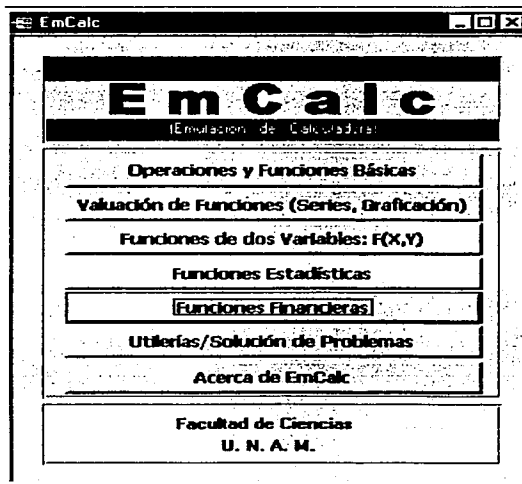 EmCalc
EmCalc
(Emulación de Calculadora)
Operaciones y Funciones Básicas
Valuación de Funciones (Series, Graficación)
Funciones de dos Variables: F(X,Y)
Funciones Estadísticas
Funciones Financieras
Utilerías/Solución de Problemas
Acerca de EmCalc
Facultad de Ciencias
U. N. A. M.